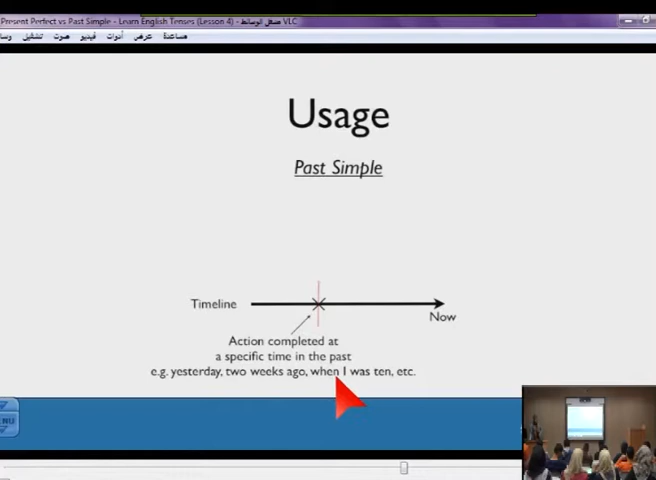 Present Perfect vs Past Simple - Learn English Tenses (Lesson 4) - مشغل الوسائط VLC
مساعدة عرض أدوات فيديو صوت تشغيل وسا
Usage
Past Simple
Timeline
Now
Action completed at
a specific time in the past
e.g. yesterday, two weeks ago, when I was ten, etc.
ENU